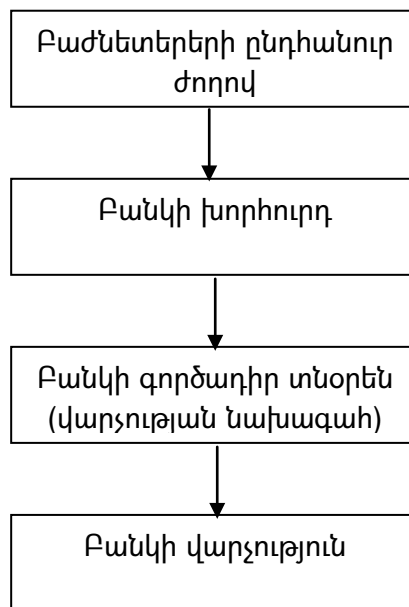 Բաժնետերերի ընդհանուր
ժողով
Բանկի խորհուրդ
Բանկի գործադիր տնօրեն
(վարչության նախագահ)
Բանկի վարչություն